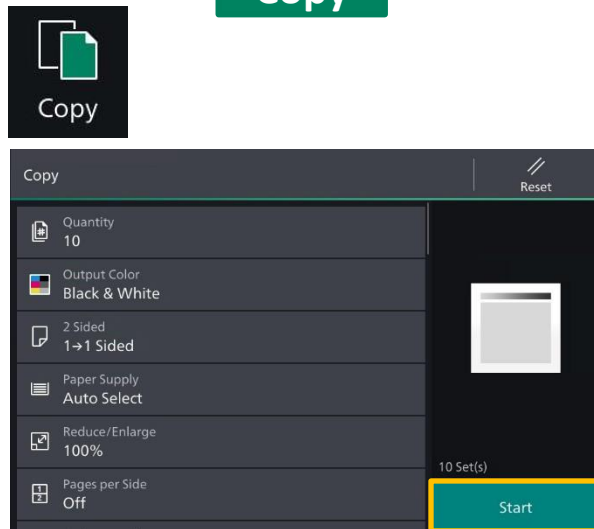 Copy
Copy
Copy
Reset
Quantity
10
Output Color
Black & White
2 Sided
1→1 Sided
Paper Supply
Auto Select
Reduce/Enlarge
100%
Pages per Side
Off
10 Set(s)
Start